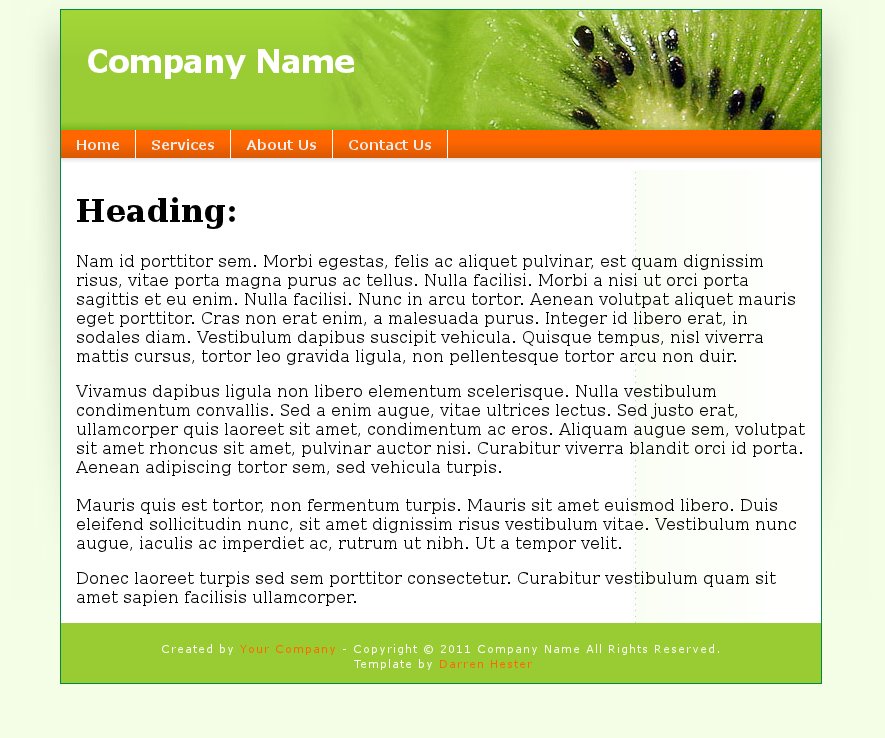 Company Name
Home Services About Us Contact Us
Heading:
Nam id porttitor sem. Morbi egestas, felis ac aliquet pulvinar, est quam dignissim
risus, vitae porta magna purus ac tellus. Nulla facilisi. Morbi a nisi ut orci porta
sagittis et eu enim. Nulla facilisi. Nunc in arcu tortor. Aenean volutpat aliquet mauris
eget porttitor. Cras non erat enim, a malesuada purus. Integer id libero erat, in
sodales diam. Vestibulum dapibus suscipit vehicula. Quisque tempus, nisl viverra
mattis cursus, tortor leo gravida ligula, non pellentesque tortor arcu non duir.
Vivamus dapibus ligula non libero elementum scelerisque. Nulla vestibulum
condimentum convallis. Sed a enim augue, vitae ultrices lectus. Sed justo erat,
ullamcorper quis laoreet sit amet, condimentum ac eros. Aliquam augue sem, volutpat
sit amet rhoncus sit amet, pulvinar auctor nisi. Curabitur viverra blandit orci id porta.
Aenean adipiscing tortor sem, sed vehicula turpis.
Mauris quis est tortor, non fermentum turpis. Mauris sit amet euismod libero. Duis
eleifend sollicitudin nunc, sit amet dignissim risus vestibulum vitae. Vestibulum nunc
augue, iaculis ac imperdiet ac, rutrum ut nibh. Ut a tempor velit.
Donec laoreet turpis sed sem porttitor consectetur. Curabitur vestibulum quam sit
amet sapien facilisis ullamcorper.
Created by Your Company - Copyright © 2011 Company Name All Rights Reserved.
Template by Darren Hester